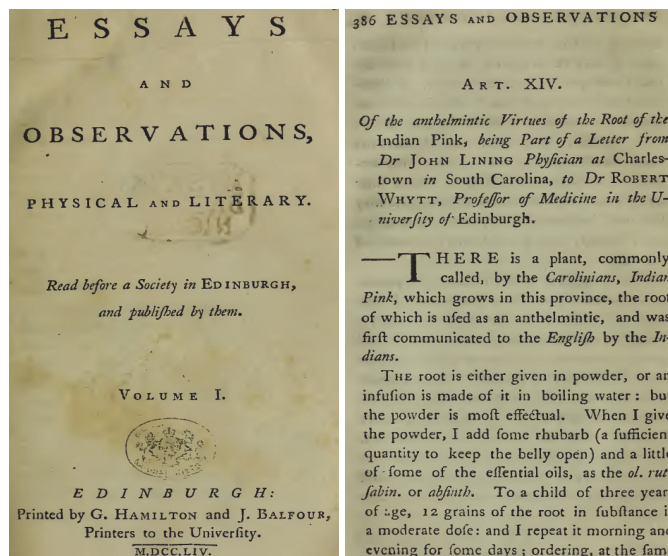 ESSAYS
AND
OBSERVATIONS,
PHYSICAL AND LITERARY.
Read before a Society in EDINBURGH,
and publiſhed by them.
VOLUME I.
EDINBURGH:
Printed by G. HAMILTON and J. BALFOUR,
Printers to the Univerſity.
M,DCC,LIV.
386 ESSAYS AND OBSERVATIONS
ART. XIV.
Of the anthelmintic Virtues of the Root of the
Indian Pink, being Part of a Letter from
Dr JOHN LINING Phyſician at Charles-
town in South Carolina, to Dr ROBERT
WHYTT, Profeſſor of Medicine in the U-
niverſity of Edinburgh.
—THERE is a plant, commonly
called, by the Carolinians, Indian
Pink, which grows in this province, the root
of which is uſed as an anthelmintic, and was
firſt communicated to the Engliſh by the In-
dians.
THE root is either given in powder, or an
infuſion is made of it in boiling water: but
the powder is moſt effectual. When I give
the powder, I add ſome rhubarb (a ſufficient
quantity to keep the belly open) and a little
of ſome of the eſſential oils, as the ol. rut.
ſabin. or abſinth. To a child of three years
of age, 12 grains of the root in ſubſtance is
a moderate doſe: and I repeat it morning and
evening for ſome days; ordering, at the ſame